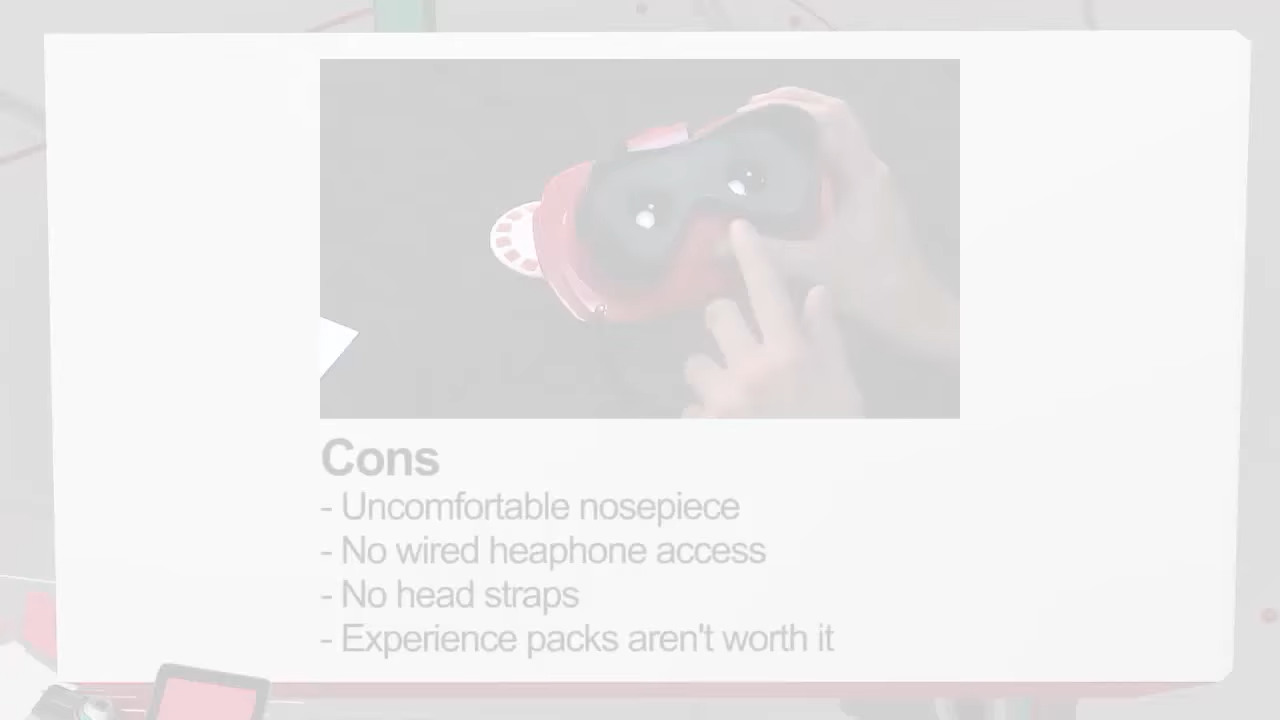 Cons
- Uncomfortable nosepiece
- No wired heaphone access
- No head straps
- Experience packs aren't worth it